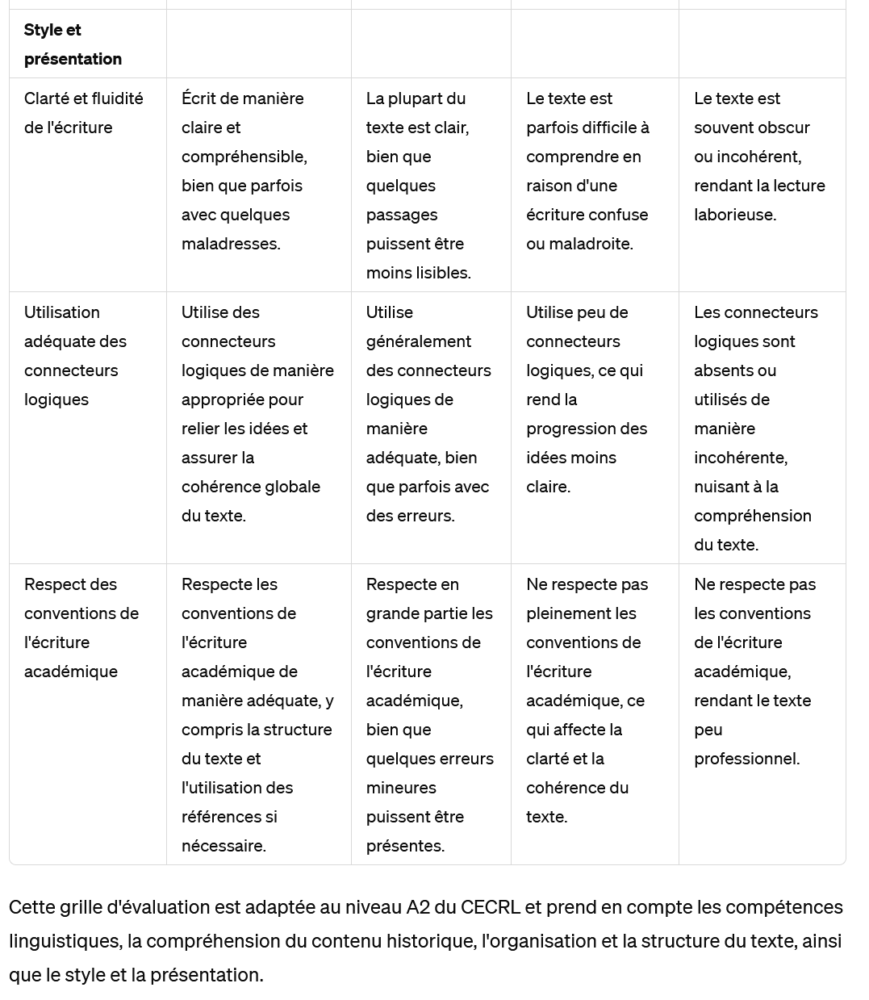 Style et
présentation
Clarté et fluidité
de l'écriture
Écrit de manière
claire et
compréhensible,
bien que parfois
avec quelques
maladresses.
La plupart du
texte est clair,
bien que
quelques
passages
puissent être
moins lisibles.
Le texte est
parfois difficile à
comprendre en
raison d'une
écriture confuse
ou maladroite.
Le texte est
souvent obscur
ou incohérent,
rendant la lecture
laborieuse.
Utilisation
adéquate des
connecteurs
logiques
Utilise des
connecteurs
logiques de manière
appropriée pour
relier les idées et
assurer la
cohérence globale
du texte.
Utilise
généralement
des connecteurs
logiques de
manière
adéquate, bien
que parfois avec
des erreurs.
Utilise peu de
connecteurs
logiques, ce qui
rend la
progression des
idées moins
claire.
Les connecteurs
logiques sont
absents ou
utilisés de
manière
incohérente,
nuisant à la
compréhension
du texte.
Respect des
conventions de
l'écriture
académique
Respecte les
conventions de
l'écriture
académique de
manière adéquate, y
compris la structure
du texte et
l'utilisation des
références si
nécessaire.
Respecte en
grande partie les
conventions de
l'écriture
académique,
bien que
quelques erreurs
mineures
puissent être
présentes.
Ne respecte pas
pleinement les
conventions de
l'écriture
académique, ce
qui affecte la
clarté et la
cohérence du
texte.
Ne respecte pas
les conventions
de l'écriture
académique,
rendant le texte
peu
professionnel.
Cette grille d'évaluation est adaptée au niveau A2 du CECRL et prend en compte les compétences
linguistiques, la compréhension du contenu historique, l'organisation et la structure du texte, ainsi
que le style et la présentation.